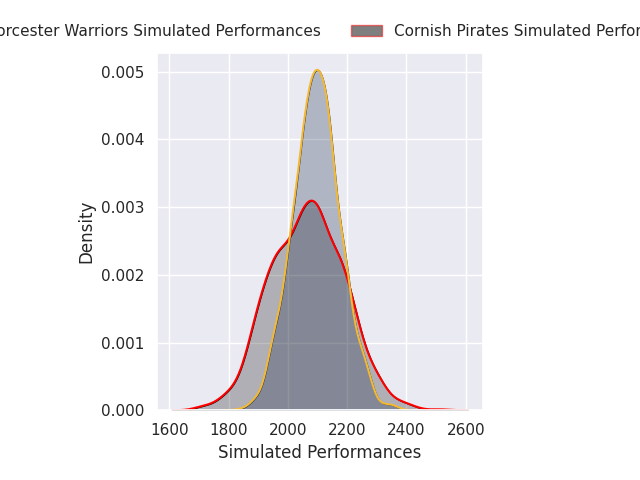 orcester Warriors Simulated Performances Cornish Pirates Simulated Perfor
0.005
0.004
0.003
0.002
0.001
0.000
Density
1600 1800 2000 2200 2400 2600
Simulated Performances